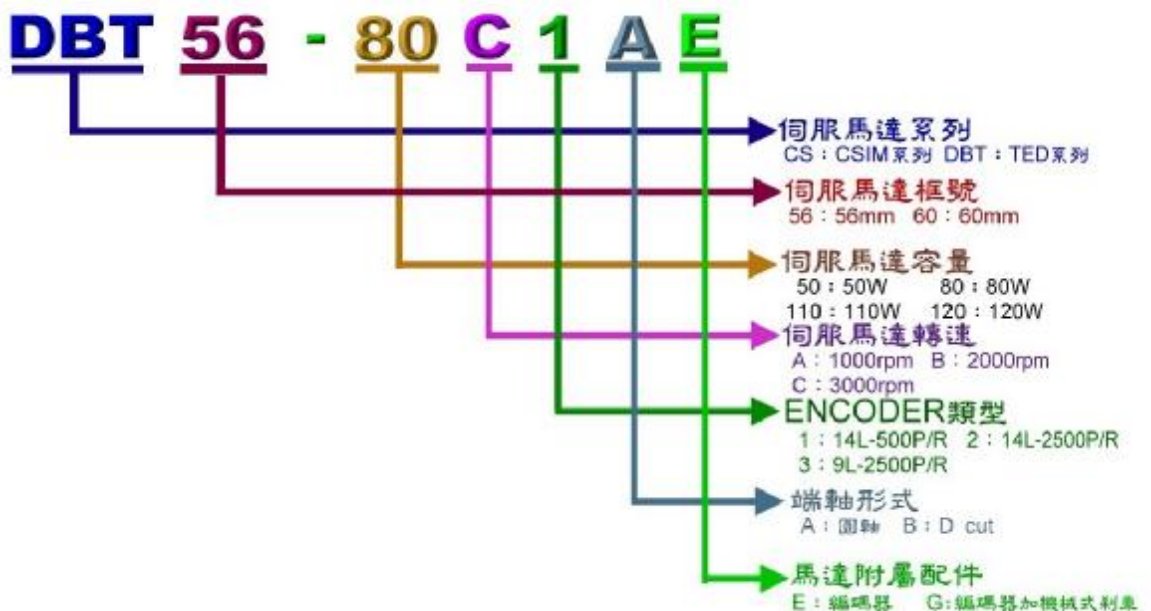 DBT 56 - 80 C 1 A E
伺服馬達系列
CS：CSIM系列 DBT：TED系列
伺服馬達框號
56：56mm 60：60mm
伺服馬達容量
50：50W 80：80W
110：110W 120：120W
伺服馬達轉速
A：1000rpm B：2000rpm
C：3000rpm
ENCODER類型
1：14L-500P/R 2：14L-2500P/R
3：9L-2500P/R
端軸形式
A：圓軸 B：D cut
馬達附屬配件
E：編碼器 G:編碼器加機械式剎車